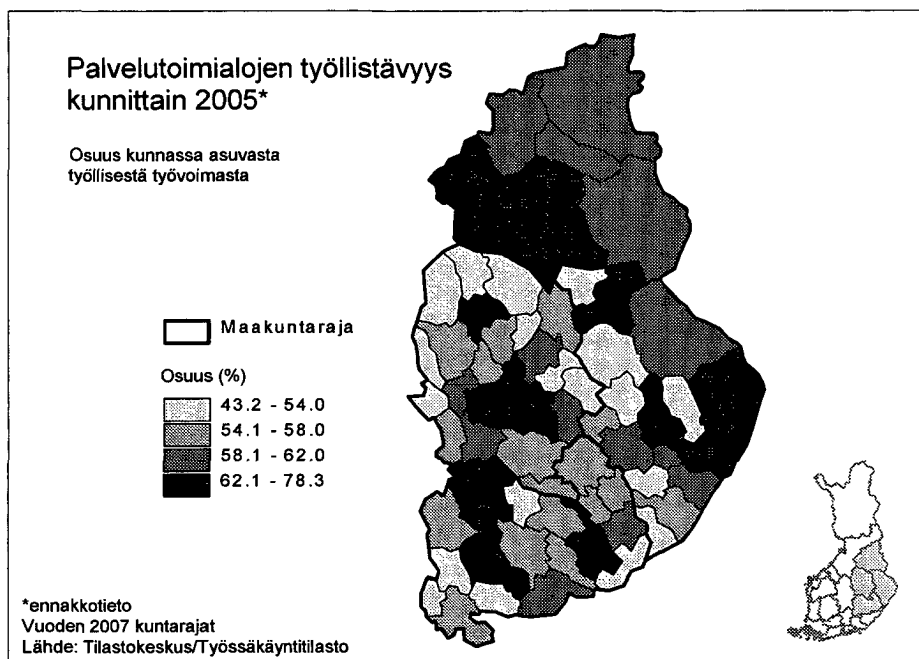 Palvelutoimialojen työllistävyys
kunnittain 2005*
Osuus kunnassa asuvasta
työllisestä työvoimasta
Maakuntaraja
Osuus (%)
43.2 - 54.0
54.1 - 58.0
58.1 - 62.0
62.1 - 78.3
*ennakkotieto
Vuoden 2007 kuntarajat
Lähde: Tilastokeskus/Työssäkäyntitilasto